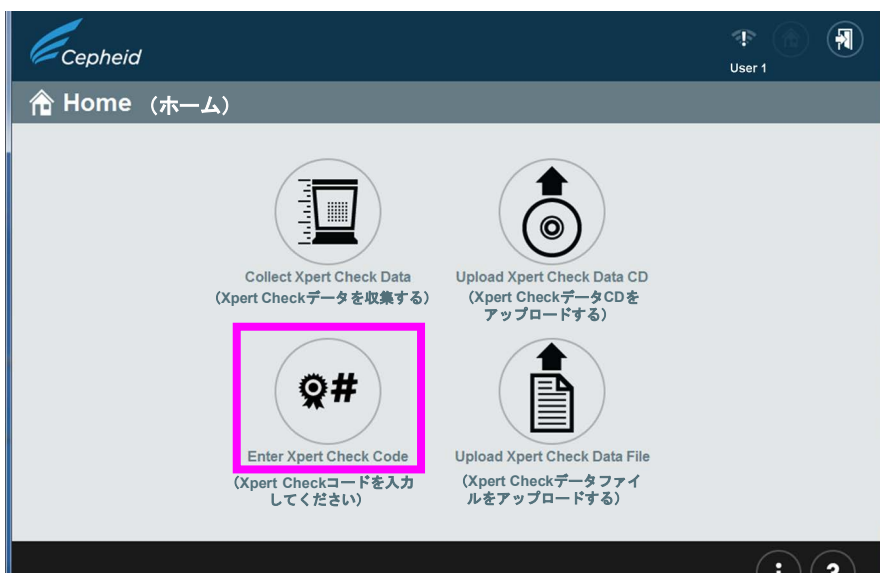 Cepheid
User 1
Home （ホーム）
Collect Xpert Check Data
（Xpert Checkデータを収集する）
Upload Xpert Check Data CD
（Xpert CheckデータCDを
アップロードする）
#
Enter Xpert Check Code
（Xpert Checkコードを入力
してください）
Upload Xpert Check Data File
（Xpert Checkデータファイ
ルをアップロードする）
i ?